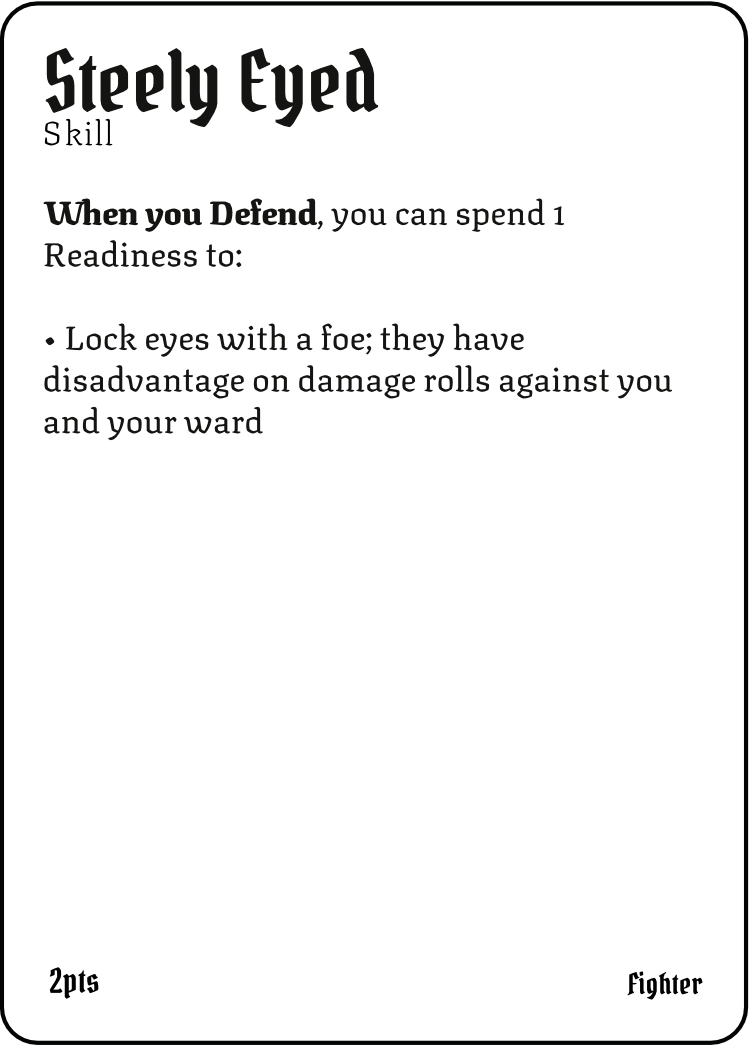 Steely Eyed
Skill
When you Defend, you can spend 1
Readiness to:
• Lock eyes with a foe; they have
disadvantage on damage rolls against you
and your ward
2pts
Fighter